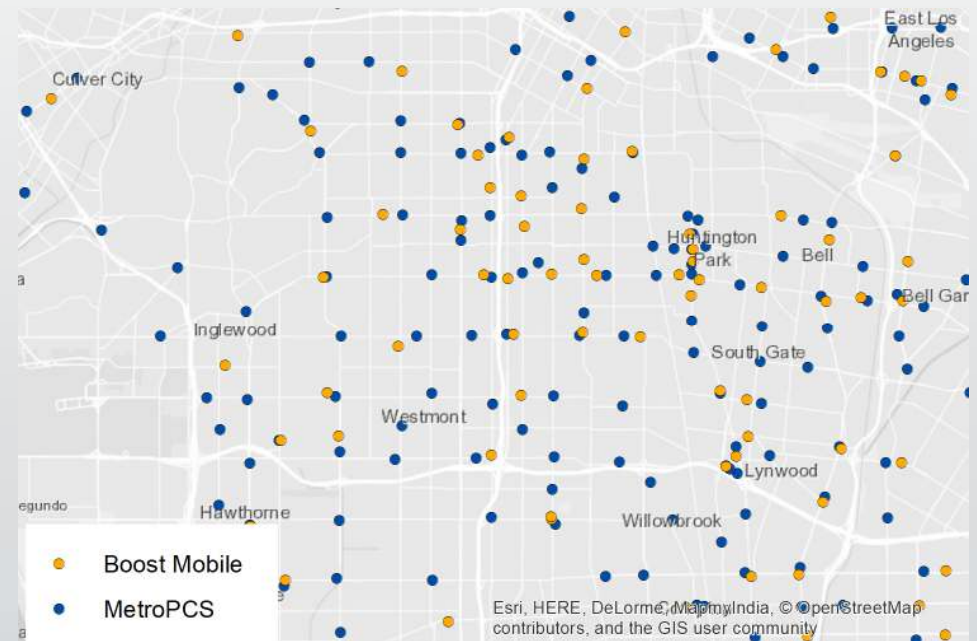 East Los
Angeles
Culver City
Huntington
Park
Bell
a
Bell Gar
Inglewood
South Gate
Westmont
Lynwood
egundo
Hawthorne
Willowbrook
Boost Mobile
MetroPCS
e
a
Esri, HERE, DeLorme, MapmyIndia, © OpenStreetMap
contributors, and the GIS user community